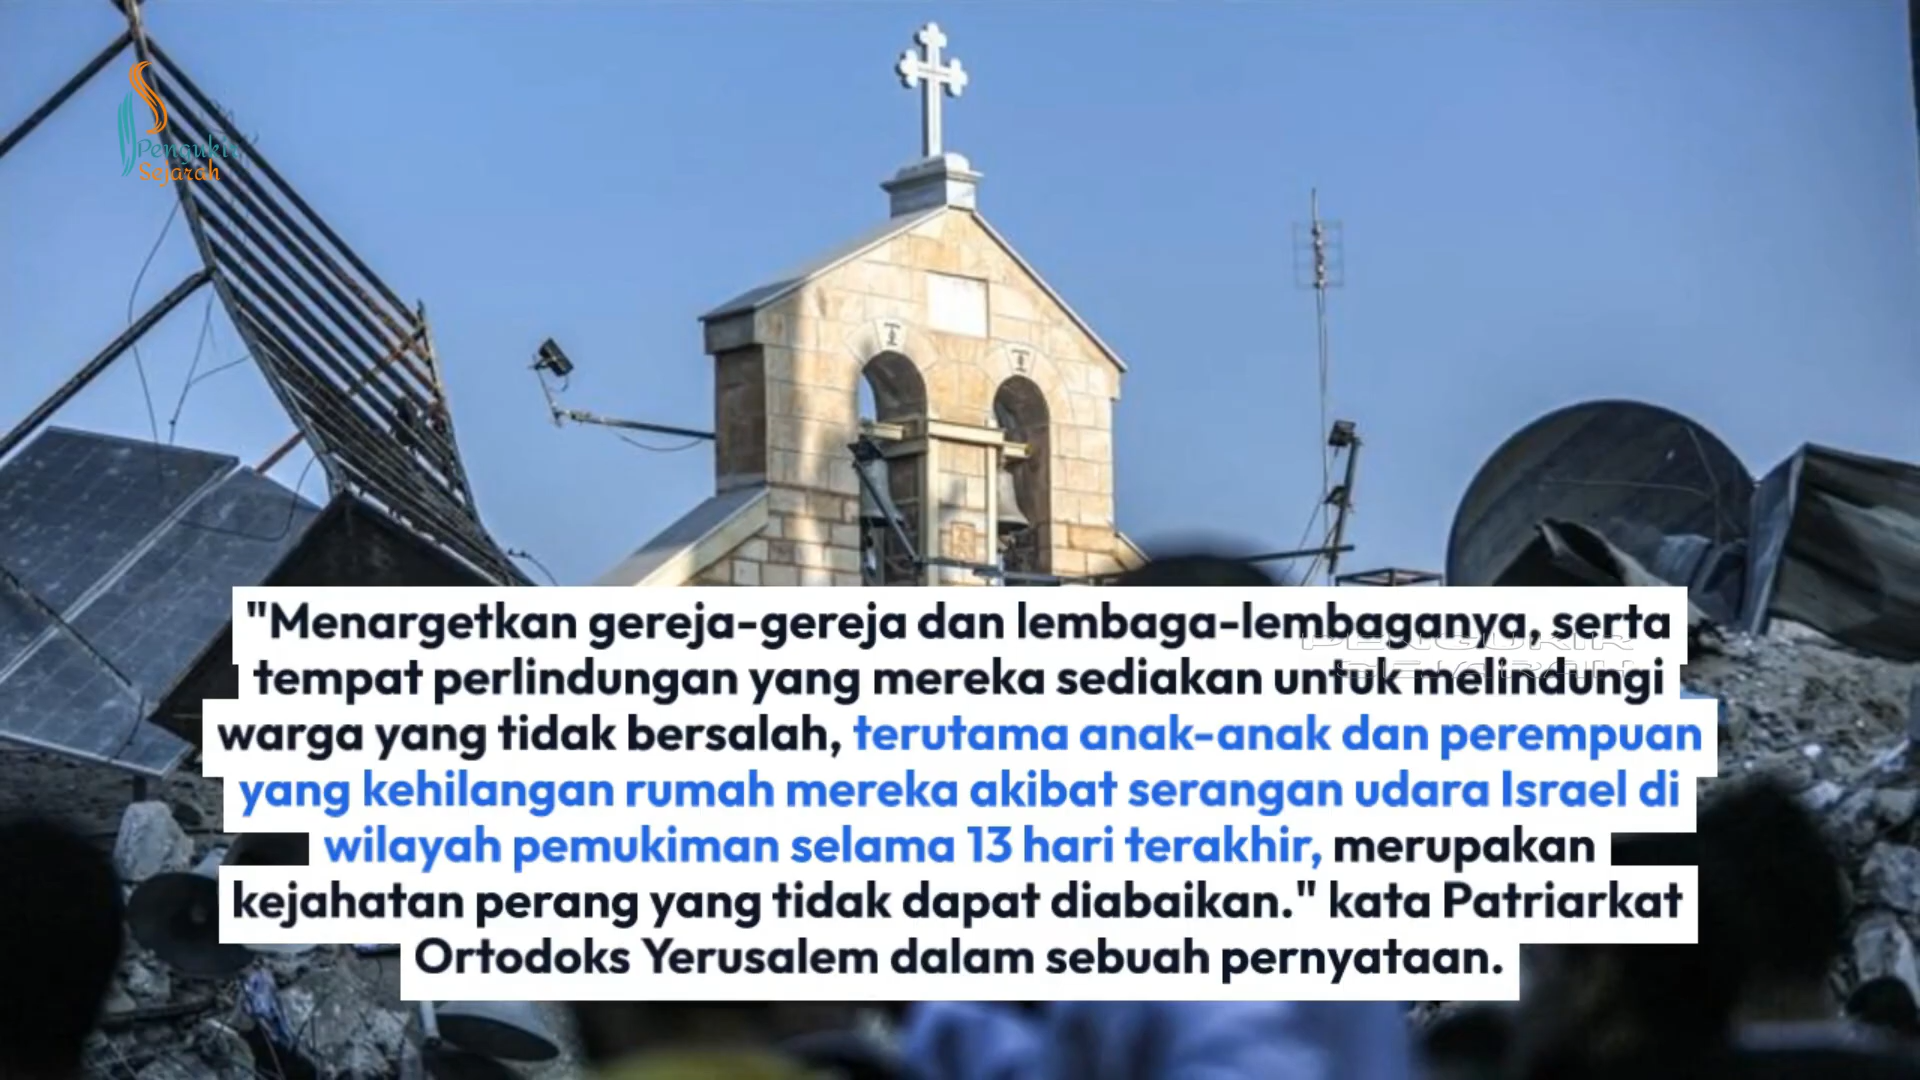 Pengukir
Sejarah
"Menargetkan gereja-gereja dan lembaga-lembaganya, serta
tempat perlindungan yang mereka sediakan untuk melindungi
warga yang tidak bersalah, terutama anak-anak dan perempuan
yang kehilangan rumah mereka akibat serangan udara Israel di
wilayah pemukiman selama 13 hari terakhir, merupakan
kejahatan perang yang tidak dapat diabaikan." kata Patriarkat
Ortodoks Yerusalem dalam sebuah pernyataan.
PENGUKIR
SEJARAH